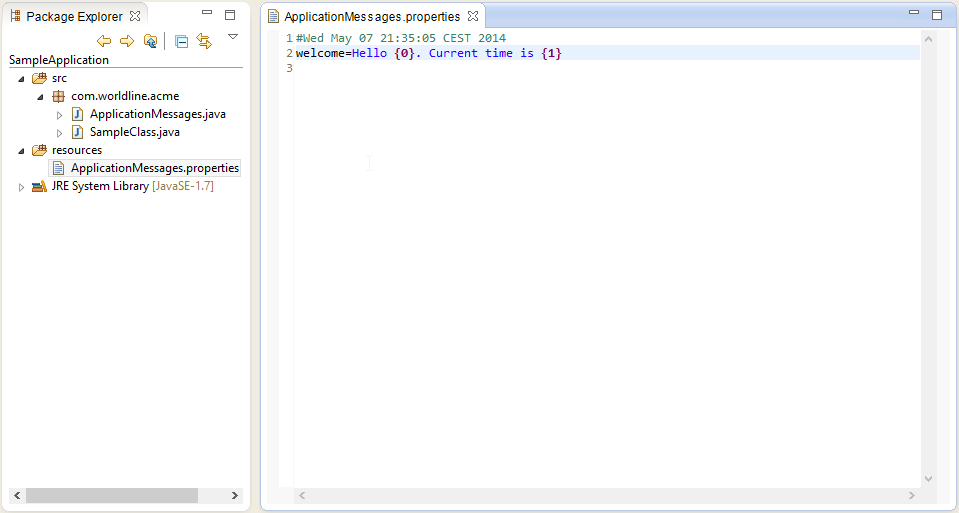 Package Explorer
SampleApplication
src
com.worldline.acme
ApplicationMessages.java
SampleClass.java
resources
ApplicationMessages.properties
JRE System Library [JavaSE-1.7]
ApplicationMessages.properties
1 #Wed May 07 21:35:05 CEST 2014
2 welcome=Hello {0}. Current time is {1}
3